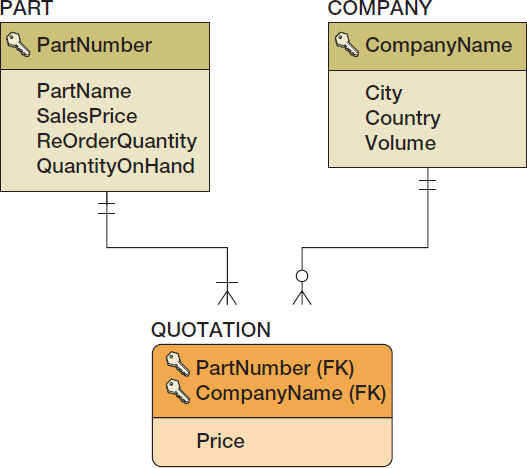 PART
PartNumber
PartName
SalesPrice
ReOrderQuantity
QuantityOnHand
COMPANY
CompanyName
City
Country
Volume
QUOTATION
PartNumber (FK)
CompanyName (FK)
Price